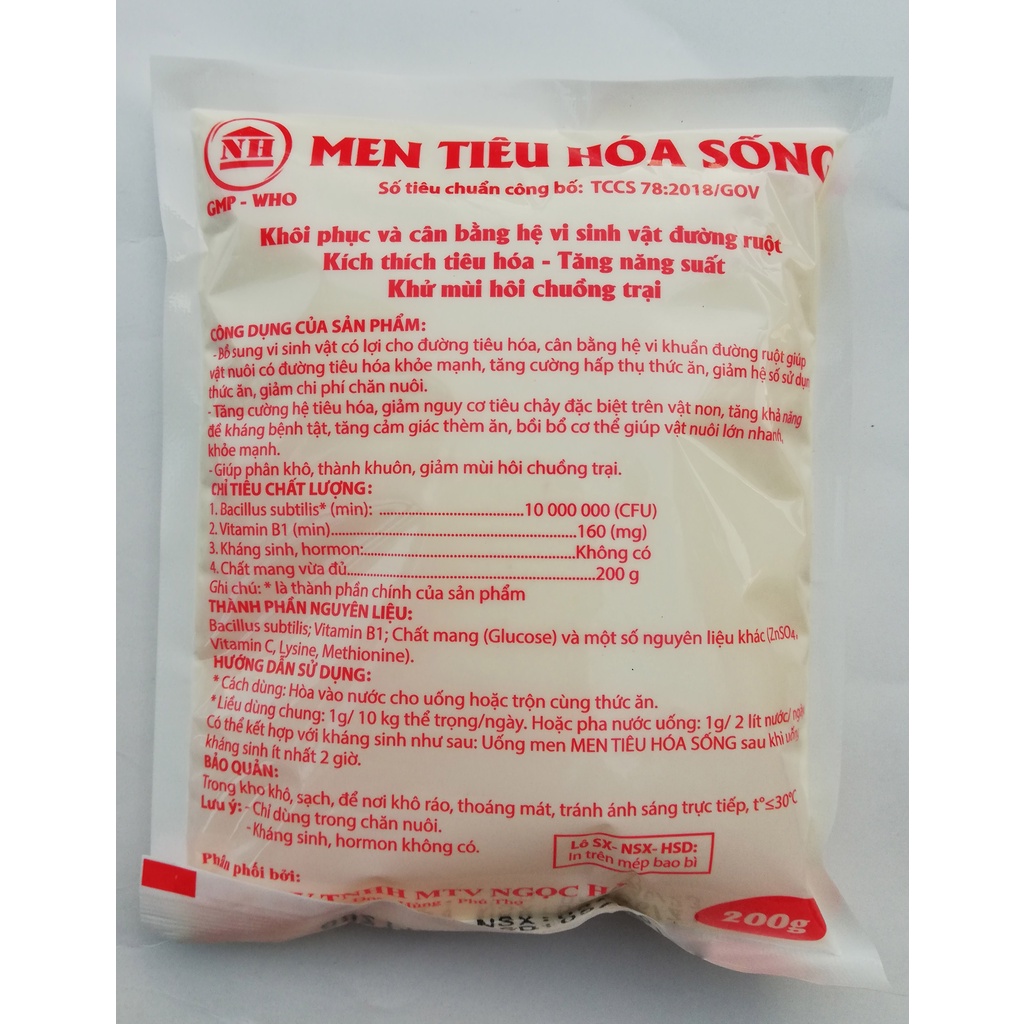 NH
GMP - WHO
MEN TIÊU HÓA SỐNG
Số tiêu chuẩn công bố: TCCS 78:2018/GOV
Khôi phục và cân bằng hệ vi sinh vật đường ruột
Kích thích tiêu hóa - Tăng năng suất
Khử mùi hôi chuồng trại
CÔNG DỤNG CỦA SẢN PHẨM:
- Bổ sung vi sinh vật có lợi cho đường tiêu hóa, cân bằng hệ vi khuẩn đường ruột giúp
vật nuôi có đường tiêu hóa khỏe mạnh, tăng cường hấp thụ thức ăn, giảm hệ số sử dụng
thức ăn, giảm chi phí chăn nuôi.
-Tăng cường hệ tiêu hóa, giảm nguy cơ tiêu chảy đặc biệt trên vật non, tăng khả năng
đề kháng bệnh tật, tăng cảm giác thèm ăn, bồi bổ cơ thể giúp vật nuôi lớn nhanh,
khỏe mạnh.
-Giúp phân khô, thành khuôn, giảm mùi hôi chuồng trại.
CHỈ TIÊU CHẤT LƯỢNG:
1. Bacillus subtilis* (min): ..............................10 000 000 (CFU)
2. Vitamin B1 (min)..................................................160 (mg)
3. Kháng sinh, hormon:...........................................Không có
4. Chất mang vừa đủ..................................................200 g
Ghi chú: * là thành phần chính của sản phẩm
THÀNH PHẦN NGUYÊN LIỆU:
Bacillus subtilis; Vitamin B1; Chất mang (Glucose) và một số nguyên liệu khác (ZnSO4,
Vitamin C, Lysine, Methionine).
HƯỚNG DẪN SỬ DỤNG:
* Cách dùng: Hòa vào nước cho uống hoặc trộn cùng thức ăn.
*Liều dùng chung: 1g/ 10 kg thể trọng/ngày. Hoặc pha nước uống: 1g/ 2 lít nước/ ngày
Có thể kết hợp với kháng sinh như sau: Uống men MEN TIÊU HÓA SỐNG sau khi uống
kháng sinh ít nhất 2 giờ.
BẢO QUẢN:
Trong kho khô, sạch, để nơi khô ráo, thoáng mát, tránh ánh sáng trực tiếp, t°≤30°C
Lưu ý: - Chỉ dùng trong chăn nuôi.
-Kháng sinh, hormon không có.
Lô SX- NSX- HSD:
In trên mép bao bì
Phân phối bởi:
TNHH MTV NGỌC
Phú Thọ
NSX
200g